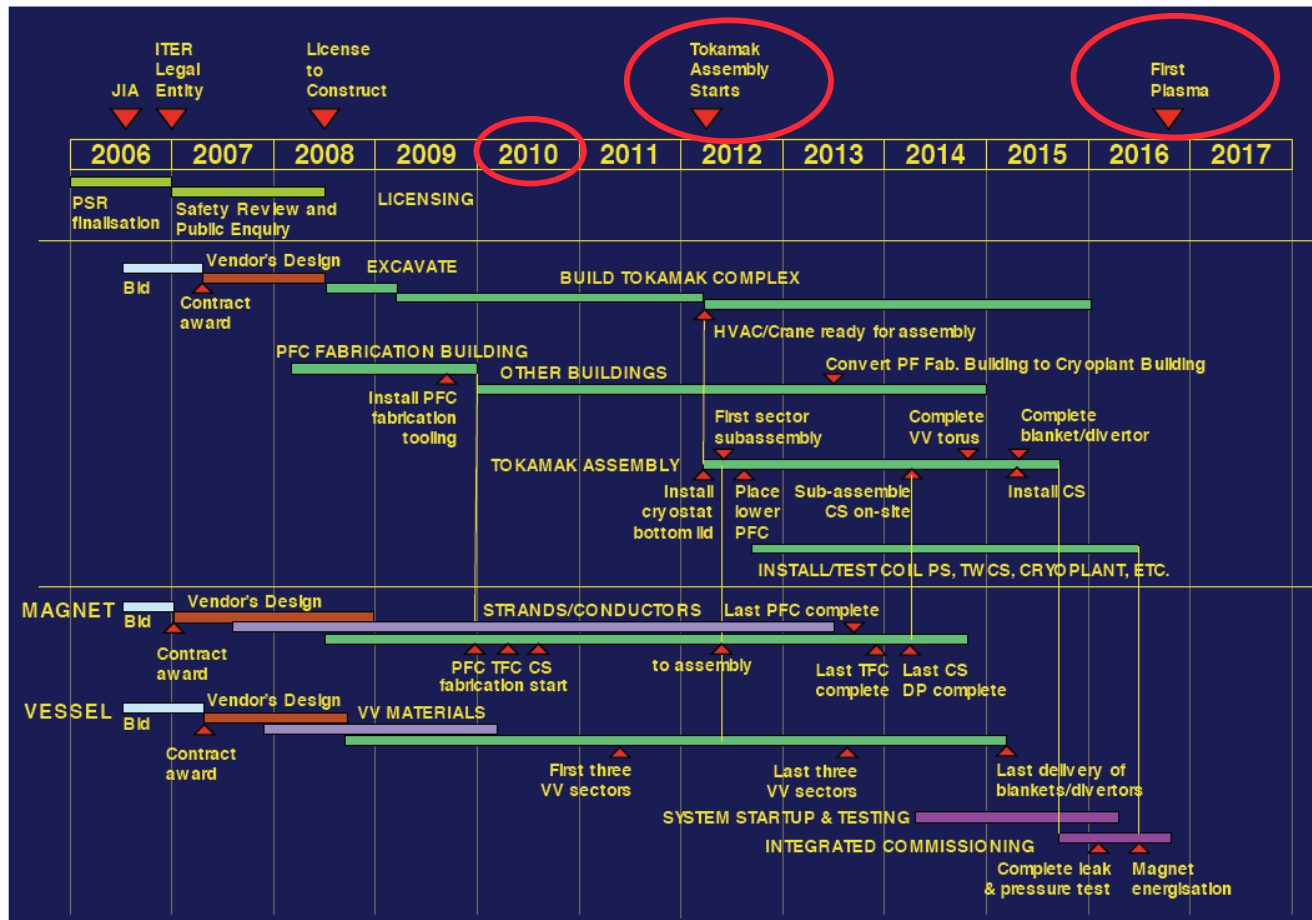 JIA
ITER
Legal
Entity
License
to
Construct
Tokamak
Assembly
Starts
First
Plasma
2006 2007 2008 2009 2010 2011 2012 2013 2014 2015 2016 2017
PSR
finalisation
Safety Review and
Public Enquiry
LICENSING
Bid
Vendor's Design
Contract
award
EXCAVATE
BUILD TOKAMAK COMPLEX
HVAC/Crane ready for assembly
PFC FABRICATION BUILDING
Install PFC
fabrication
tooling
OTHER BUILDINGS
Convert PF Fab. Building to Cryoplant Building
First sector
subassembly
Complete
VV torus
Complete
blanket/divertor
TOKAMAK ASSEMBLY
Install
cryostat
bottom lid
Place
lower
PFC
Sub-assemble
CS on-site
Install CS
INSTALL/TEST COIL PS, TWCS, CRYOPLANT, ETC.
MAGNET
Bid
Vendor's Design
Contract
award
STRANDS/CONDUCTORS
Last PFC complete
PFC TFC CS
fabrication start
to assembly
Last TFC
complete
Last CS
DP complete
VESSEL
Bid
Vendor's Design
Contract
award
VV MATERIALS
First three
VV sectors
Last three
VV sectors
Last delivery of
blankets/divertors
SYSTEM STARTUP & TESTING
INTEGRATED COMMISSIONING
Complete leak
& pressure test
Magnet
energisation